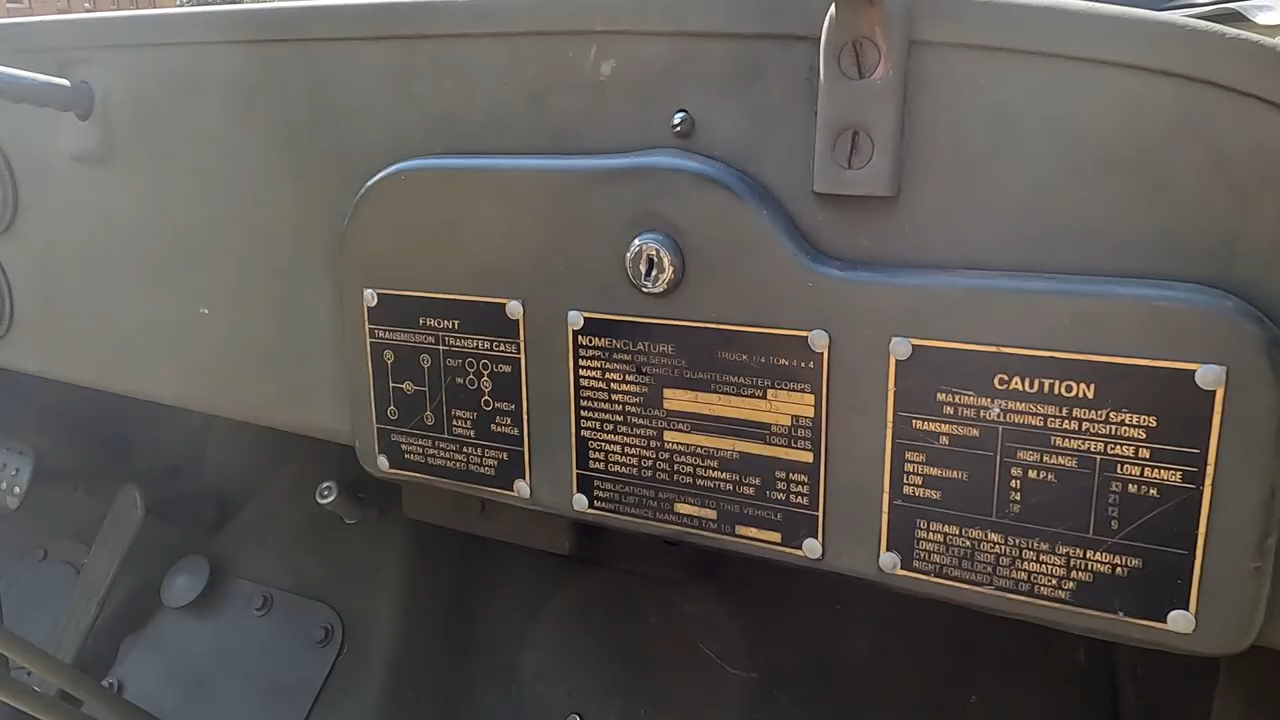 FRONT
TRANSMISSION TRANSFER CASE
R 2 OUT LOW
N IN N
1 3 HIGH
FRONT AXLE DRIVE AUX. RANGE
DISENGAGE FRONT AXLE DRIVE
WHEN OPERATING ON DRY
HARD SURFACED ROADS
NOMENCLATURE TRUCK 1/4 TON 4 x 4
SUPPLY ARM OR SERVICE
MAINTAINING VEHICLE QUARTERMASTER CORPS
MAKE AND MODEL FORD-GPW
SERIAL NUMBER
GROSS WEIGHT LBS
MAXIMUM PAYLOAD 800 LBS
MAXIMUM TRAILEDLOAD 1000 LBS
DATE OF DELIVERY
RECOMMENDED BY MANUFACTURER
OCTANE RATING OF GASOLINE 68 MIN.
SAE GRADE OF OIL FOR SUMMER USE 30 SAE
SAE GRADE OF OIL FOR WINTER USE 10W SAE
PUBLICATIONS APPLYING TO THIS VEHICLE
PARTS LIST T/M 10-
MAINTENANCE MANUALS T/M 10-
CAUTION
MAXIMUM PERMISSIBLE ROAD SPEEDS
IN THE FOLLOWING GEAR POSITIONS
TRANSMISSION IN TRANSFER CASE IN
HIGH RANGE LOW RANGE
HIGH 65 M.P.H. 33 M.P.H.
INTERMEDIATE 41 21
LOW 24 12
REVERSE 18 9
TO DRAIN COOLING SYSTEM: OPEN RADIATOR
DRAIN COCK LOCATED ON HOSE FITTING AT
LOWER LEFT SIDE OF RADIATOR AND
CYLINDER BLOCK DRAIN COCK ON
RIGHT FORWARD SIDE OF ENGINE.